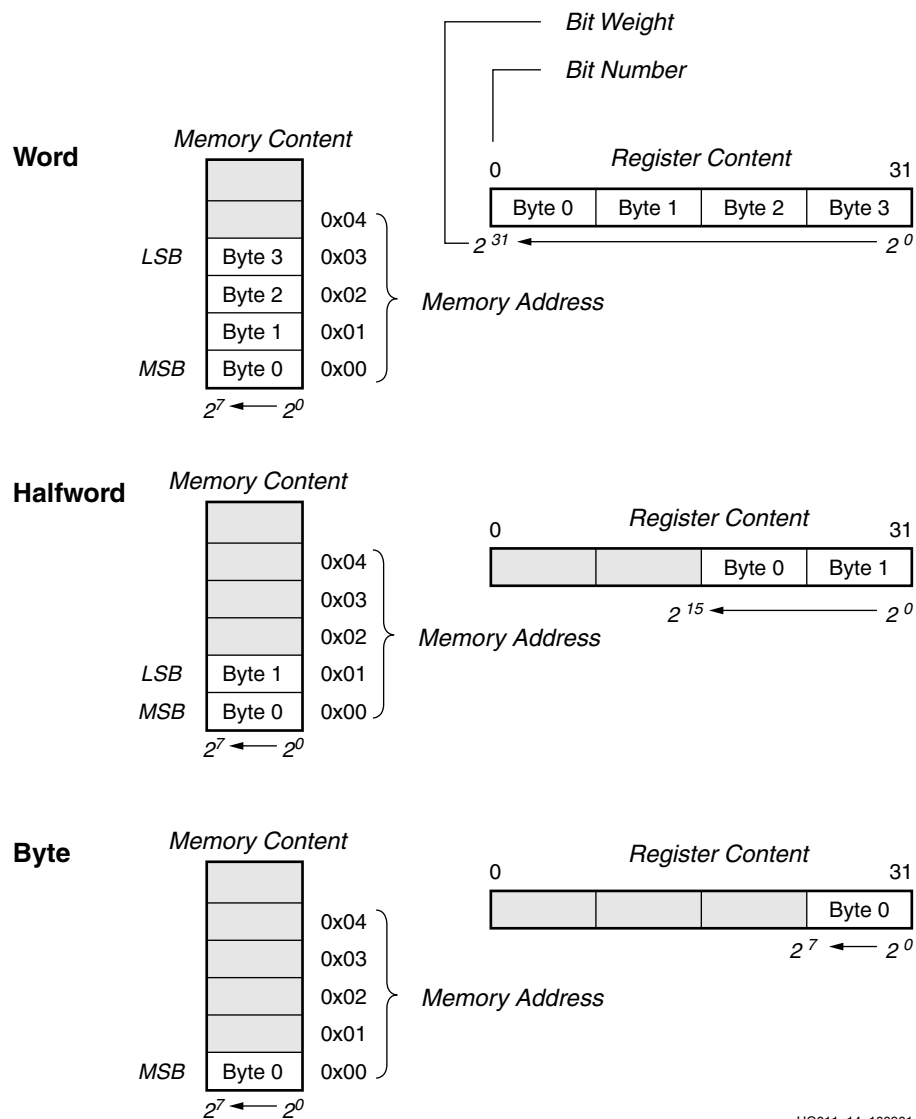 Bit Weight
Bit Number
Word
Memory Content
Register Content
0 31
Byte 0 Byte 1 Byte 2 Byte 3
2^31 2^0
0x04
LSB Byte 3 0x03
Byte 2 0x02
Memory Address
Byte 1 0x01
MSB Byte 0 0x00
2^7 2^0
Halfword
Memory Content
Register Content
0 31
Byte 0 Byte 1
2^15 2^0
0x04
0x03
0x02
Memory Address
LSB Byte 1 0x01
MSB Byte 0 0x00
2^7 2^0
Byte
Memory Content
Register Content
0 31
Byte 0
2^7 2^0
0x04
0x03
0x02
Memory Address
0x01
MSB Byte 0 0x00
2^7 2^0